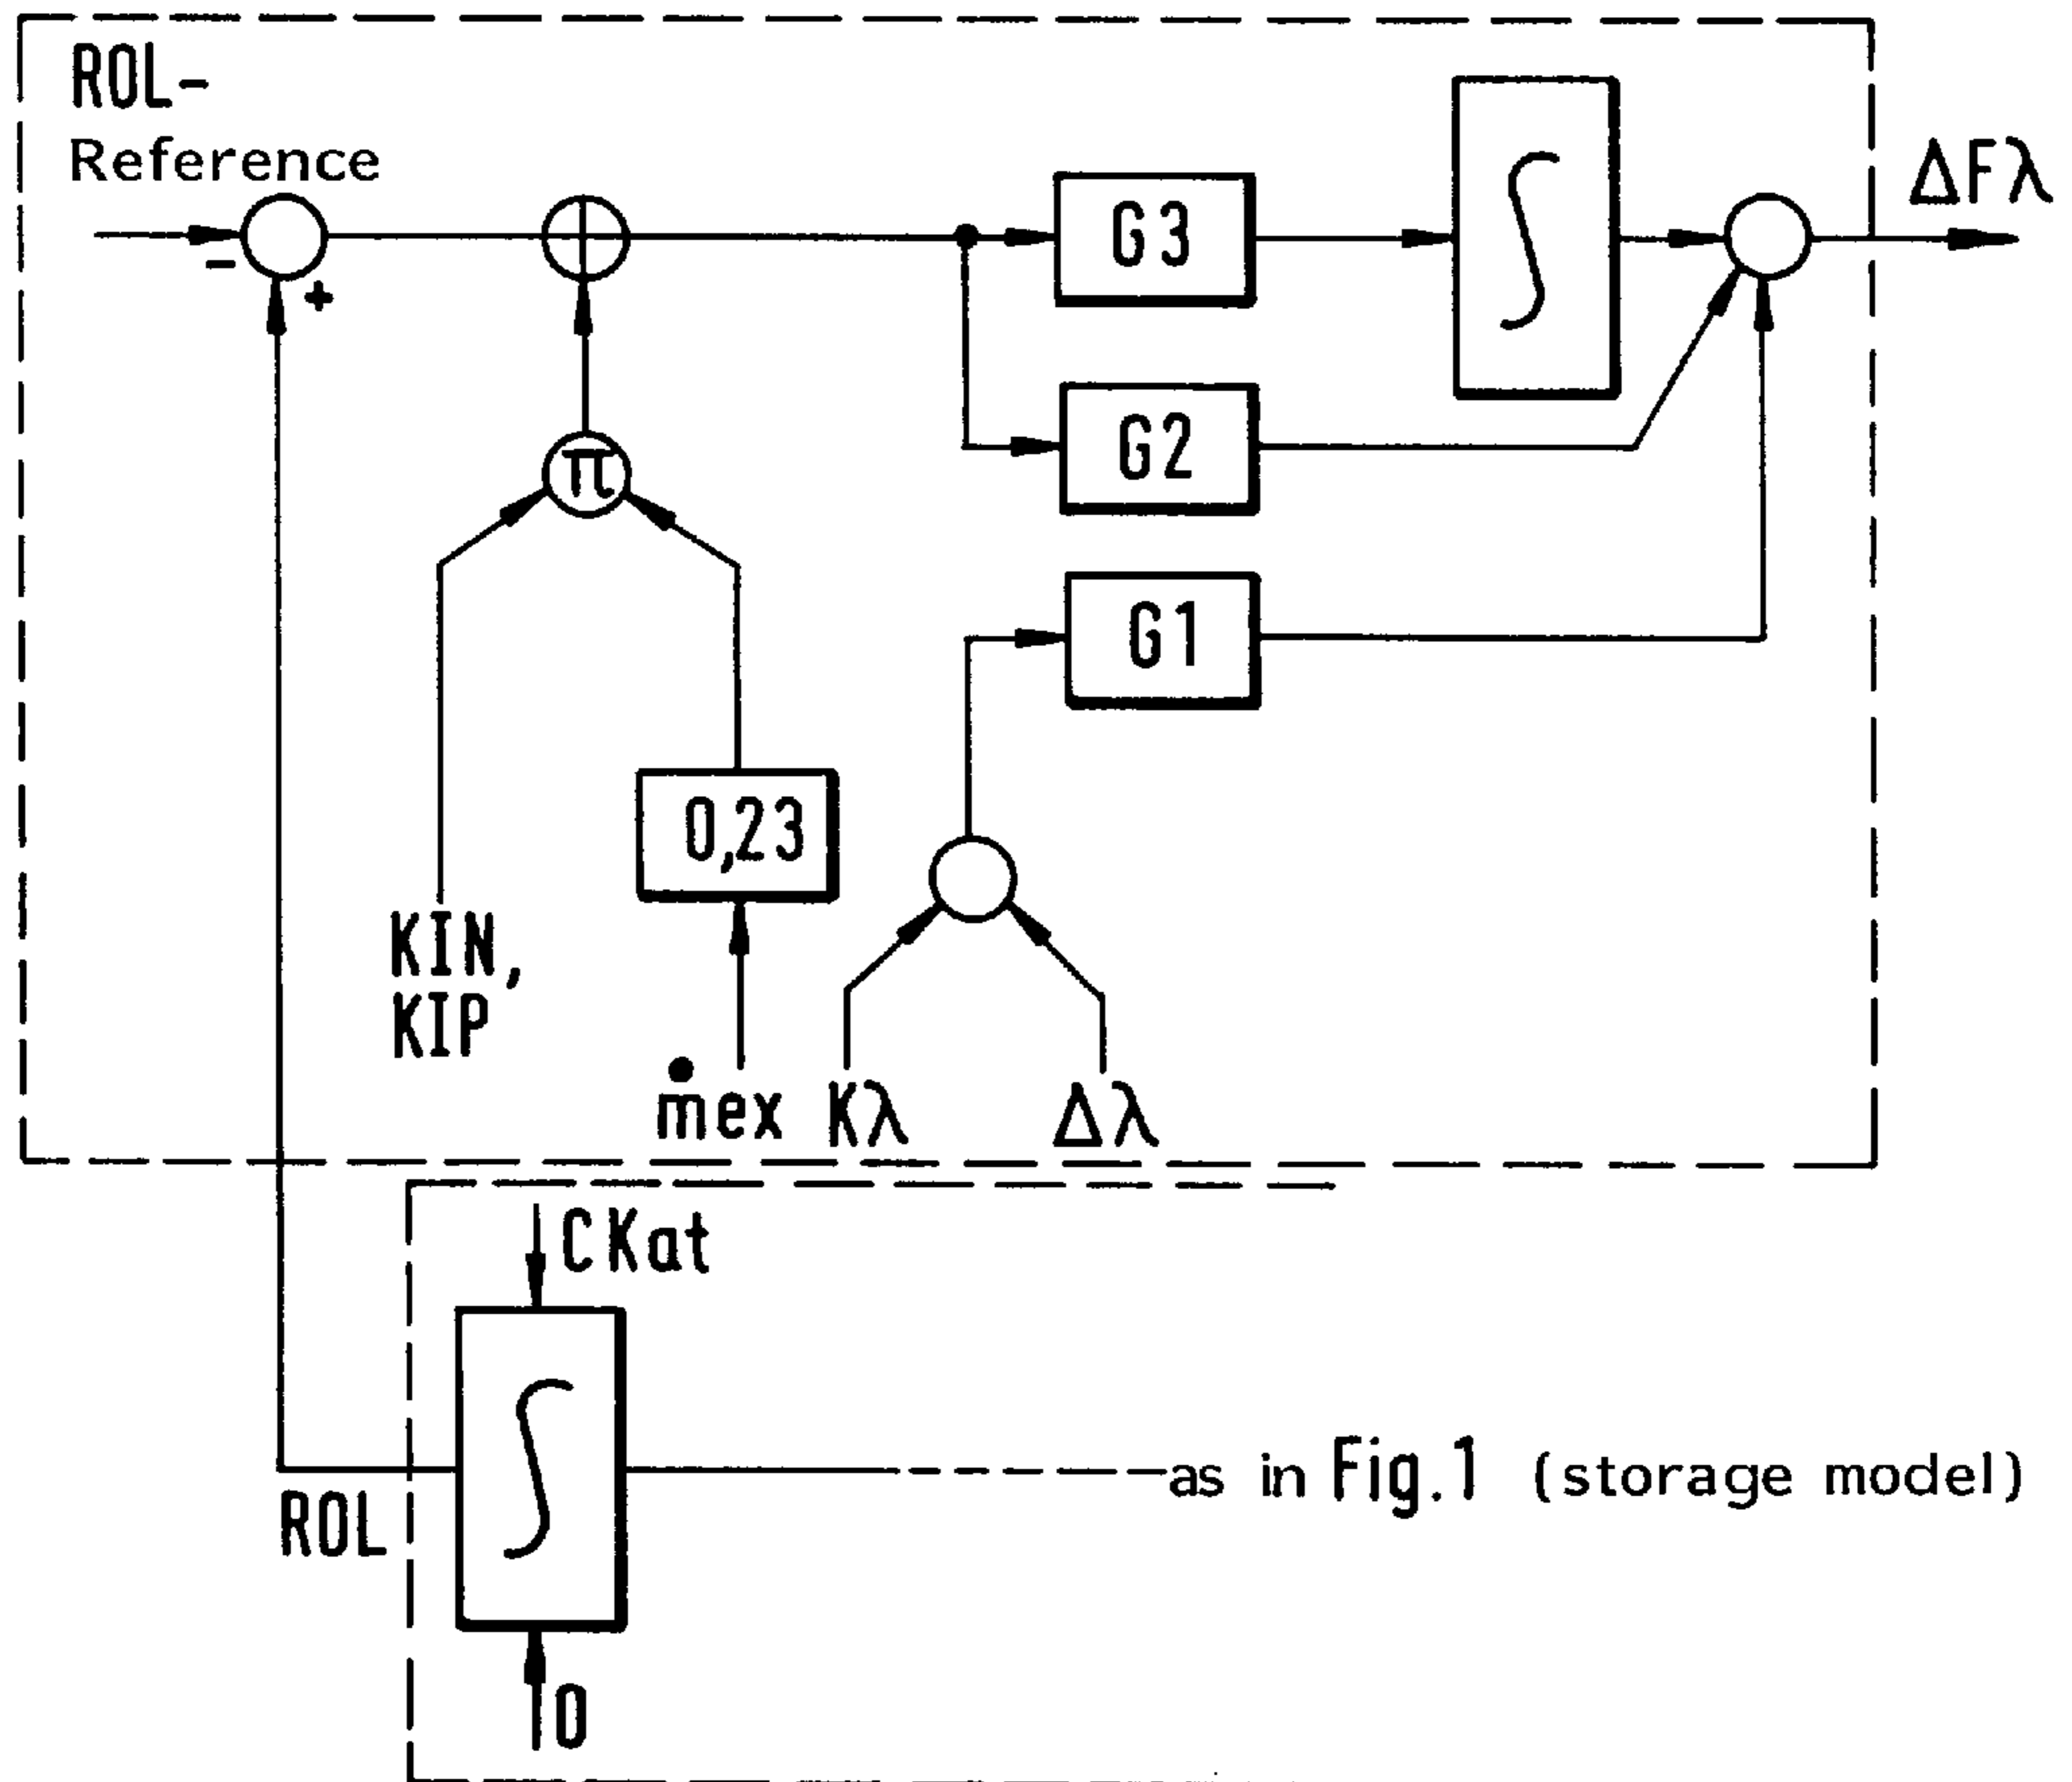 ROL-
Reference
-
+
ΔFλ
G3
∫
G2
π
G1
0,23
KIN,
KIP
ṁex
Kλ
Δλ
CKat
∫
ROL
as in Fig.1 (storage model)
0